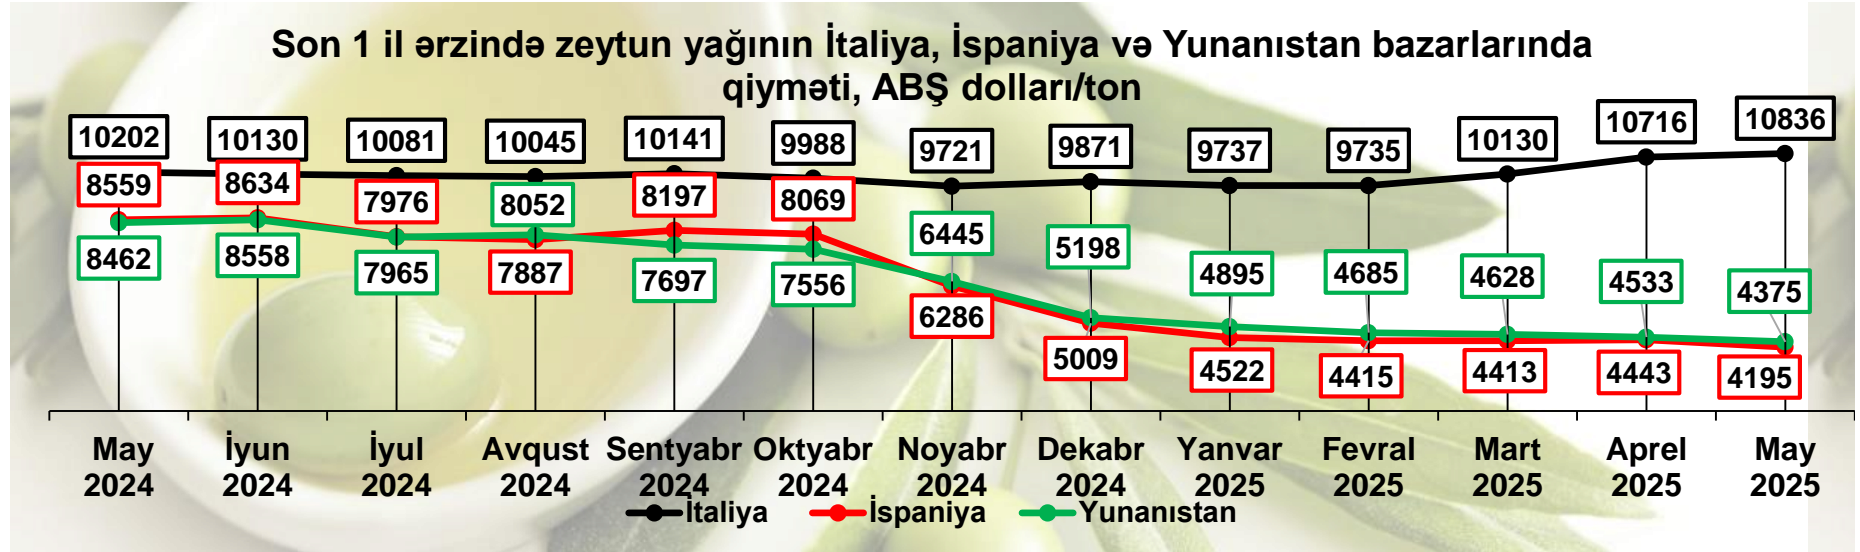 Son 1 il ərzində zeytun yağının İtaliya, İspaniya və Yunanıstan bazarlarında
qiyməti, ABŞ dolları/ton
10202 10130 10081 10045 10141 9988 9721 9871 9737 9735 10130 10716 10836
8559 8634 7976 7887 8197 8069 6286 5009 4522 4415 4413 4443 4195
8462 8558 7965 8052 7697 7556 6445 5198 4895 4685 4628 4533 4375
May İyun İyul Avqust Sentyabr Oktyabr Noyabr Dekabr Yanvar Fevral Mart Aprel May
2024 2024 2024 2024 2024 2024 2024 2024 2025 2025 2025 2025 2025
İtaliya İspaniya Yunanıstan